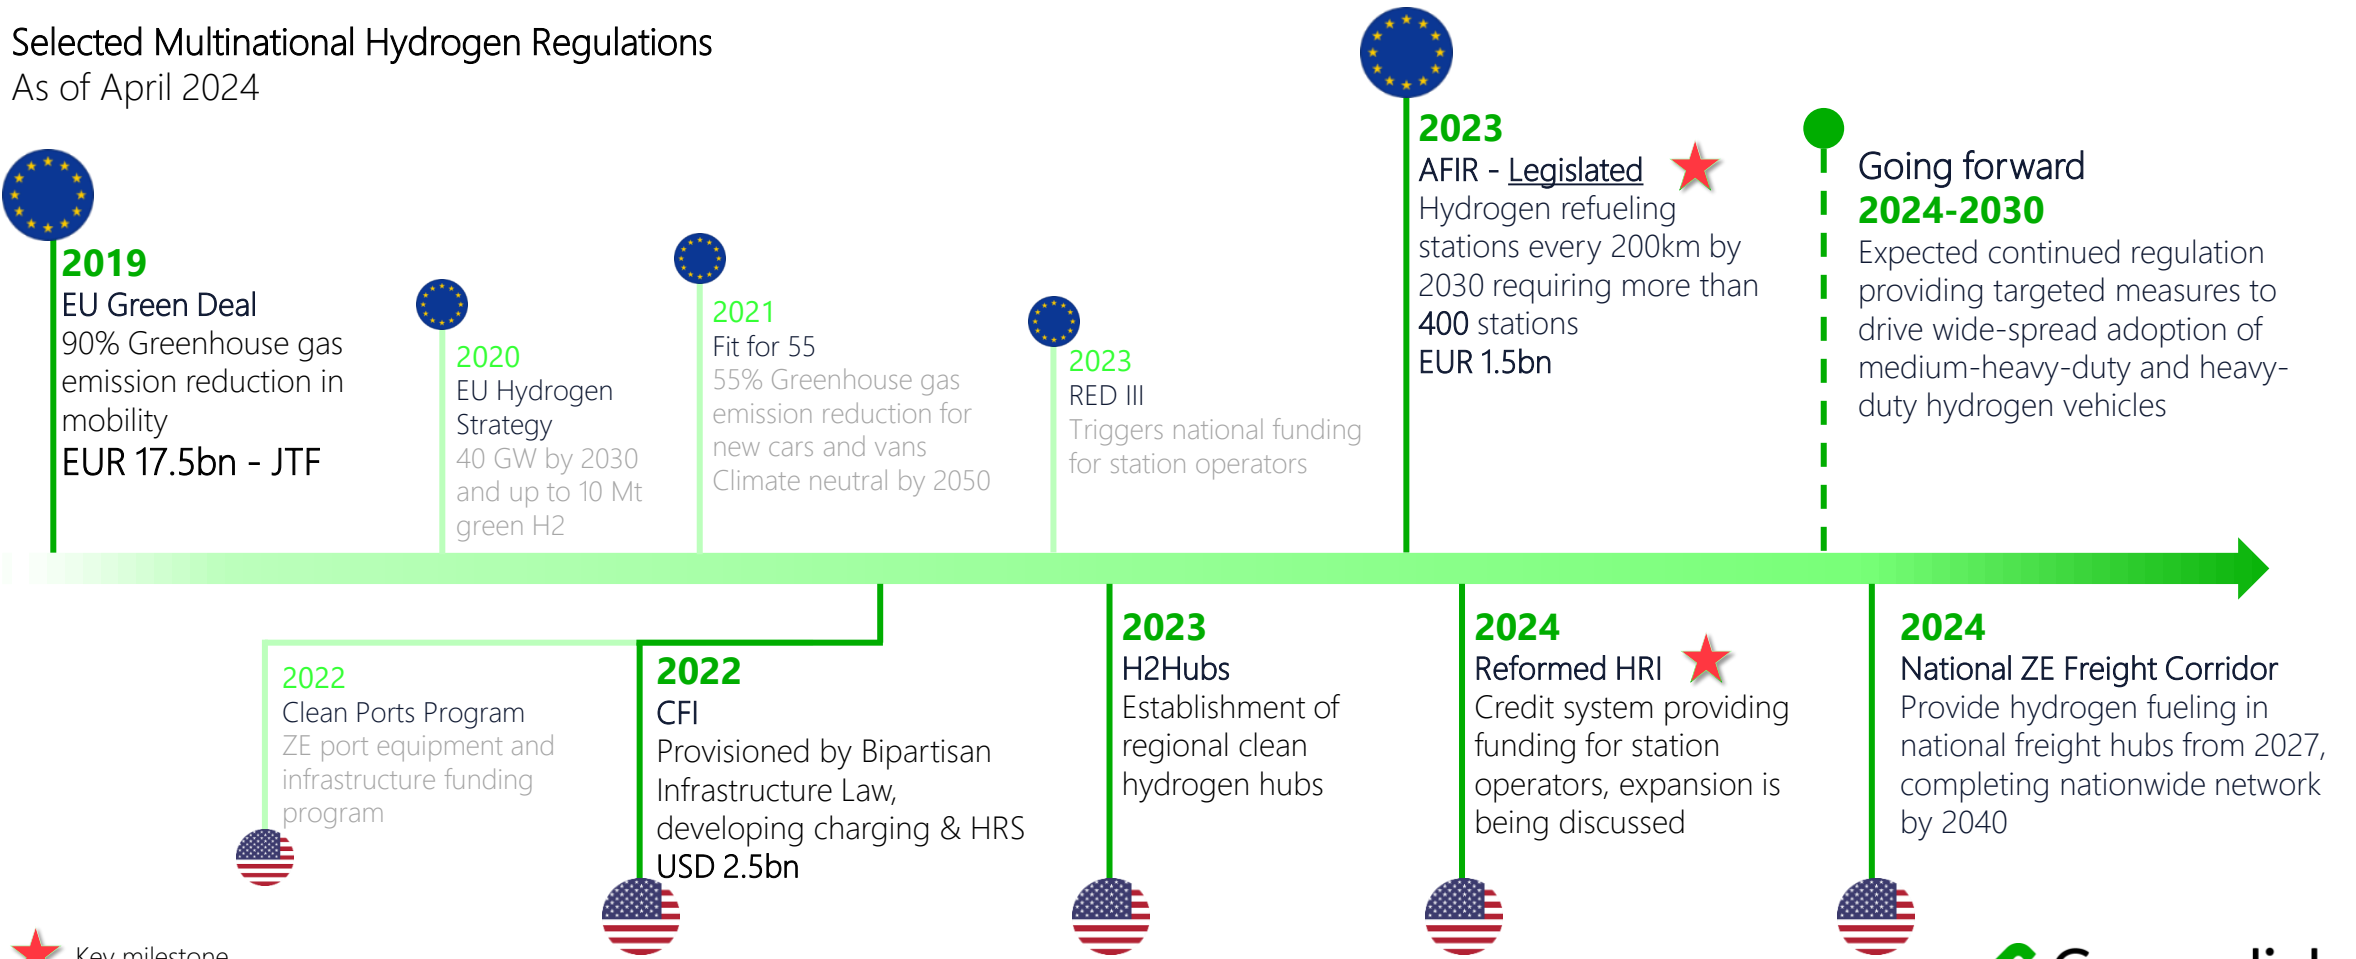 Selected Multinational Hydrogen Regulations
As of April 2024
2019
EU Green Deal
90% Greenhouse gas
emission reduction in
mobility
EUR 17.5bn - JTF
2020
EU Hydrogen
Strategy
40 GW by 2030
and up to 10 Mt
green H2
2021
Fit for 55
55% Greenhouse gas
emission reduction for
new cars and vans
Climate neutral by 2050
2023
RED III
Triggers national funding
for station operators
2023
AFIR - Legislated
Hydrogen refueling
stations every 200km by
2030 requiring more than
400 stations
EUR 1.5bn
Going forward
2024-2030
Expected continued regulation
providing targeted measures to
drive wide-spread adoption of
medium-heavy-duty and heavy-
duty hydrogen vehicles
2022
Clean Ports Program
ZE port equipment and
infrastructure funding
program
2022
CFI
Provisioned by Bipartisan
Infrastructure Law,
developing charging & HRS
USD 2.5bn
2023
H2Hubs
Establishment of
regional clean
hydrogen hubs
2024
Reformed HRI
Credit system providing
funding for station
operators, expansion is
being discussed
2024
National ZE Freight Corridor
Provide hydrogen fueling in
national freight hubs from 2027,
completing nationwide network
by 2040
Key milestone